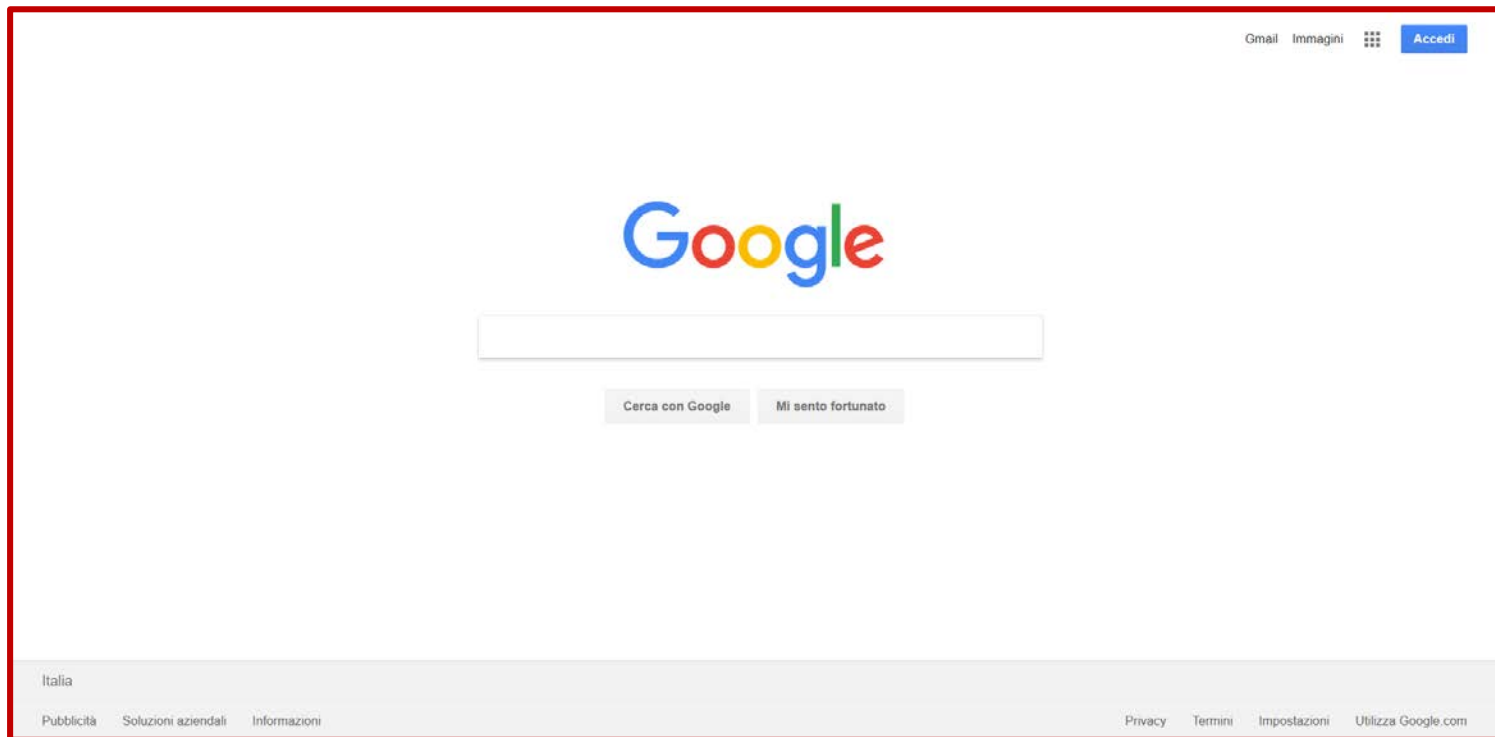 Gmail Immagini Accedi
Google
Cerca con Google Mi sento fortunato
Italia
Pubblicità Soluzioni aziendali Informazioni Privacy Termini Impostazioni Utilizza Google.com